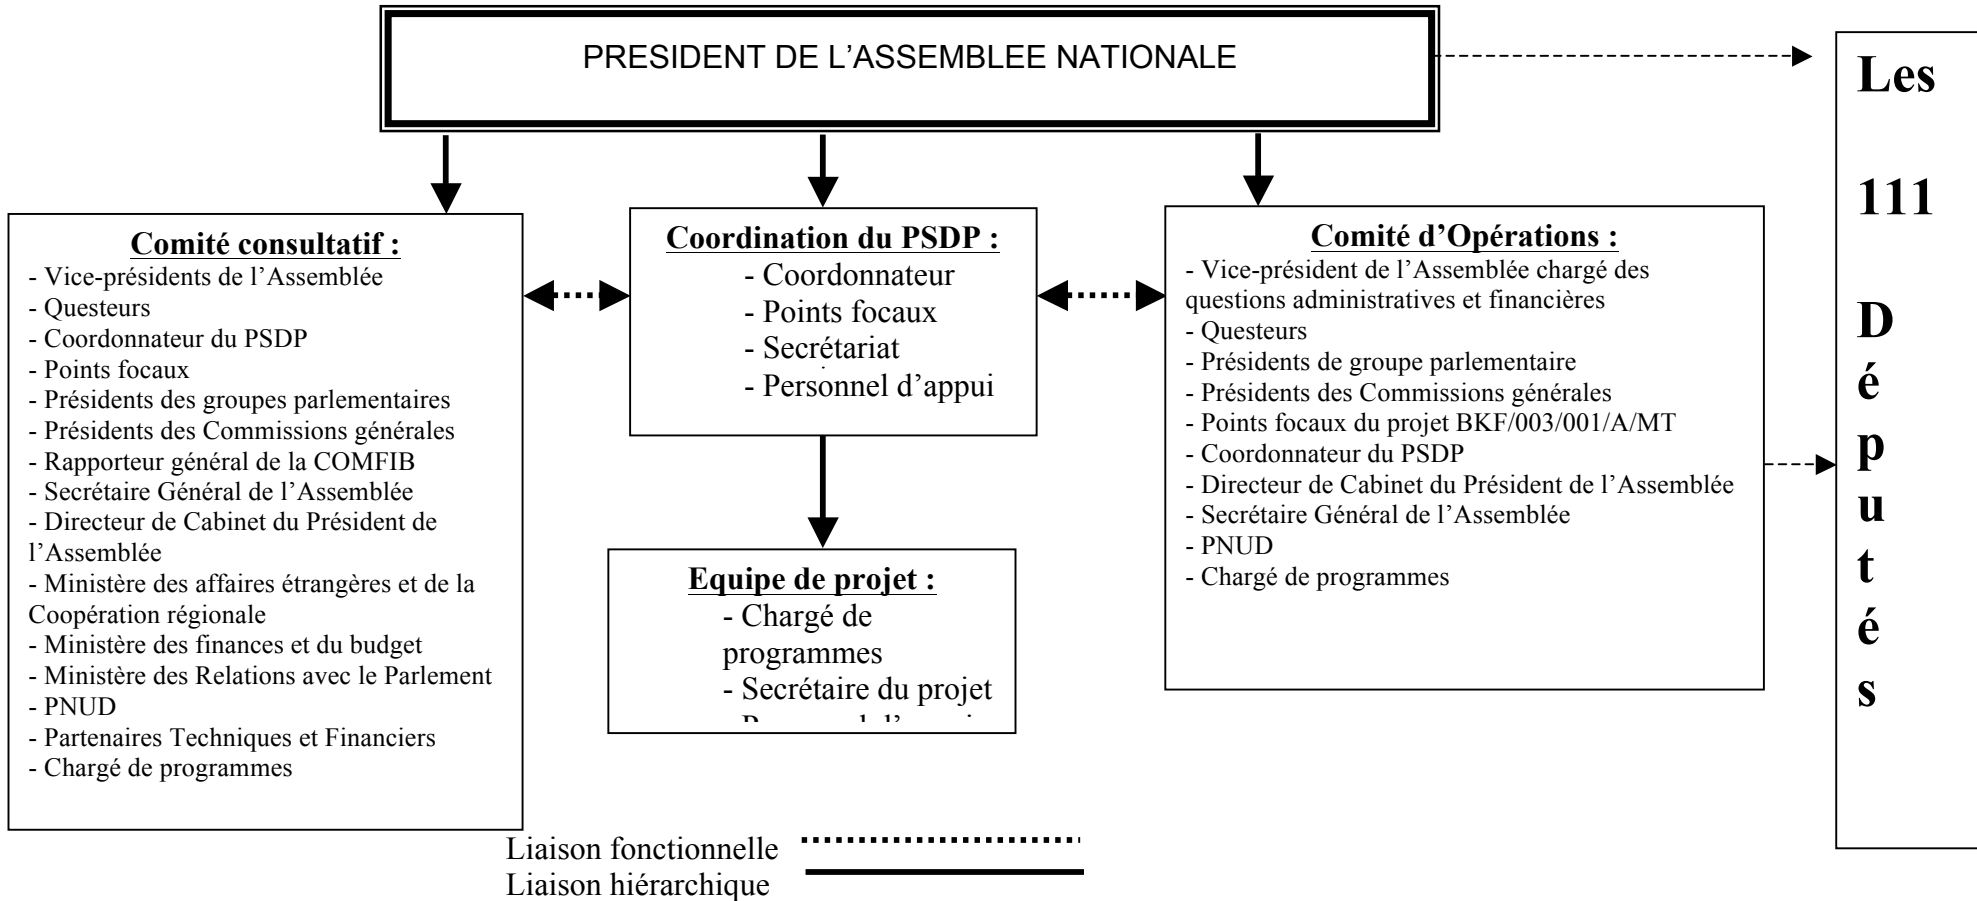 PRESIDENT DE L’ASSEMBLEE NATIONALE
Comité consultatif :
- Vice-présidents de l’Assemblée
- Questeurs
- Coordonnateur du PSDP
- Points focaux
- Présidents des groupes parlementaires
- Présidents des Commissions générales
- Rapporteur général de la COMFIB
- Secrétaire Général de l’Assemblée
- Directeur de Cabinet du Président de
l’Assemblée
- Ministère des affaires étrangères et de la
Coopération régionale
- Ministère des finances et du budget
- Ministère des Relations avec le Parlement
- PNUD
- Partenaires Techniques et Financiers
- Chargé de programmes
Coordination du PSDP :
- Coordonnateur
- Points focaux
- Secrétariat
- Personnel d’appui
Equipe de projet :
- Chargé de
programmes
- Secrétaire du projet
Comité d’Opérations :
- Vice-président de l’Assemblée chargé des
questions administratives et financières
- Questeurs
- Présidents de groupe parlementaire
- Présidents des Commissions générales
- Points focaux du projet BKF/003/001/A/MT
- Coordonnateur du PSDP
- Directeur de Cabinet du Président de l’Assemblée
- Secrétaire Général de l’Assemblée
- PNUD
- Chargé de programmes
Les
111
D
é
p
u
t
é
s
Liaison fonctionnelle
Liaison hiérarchique